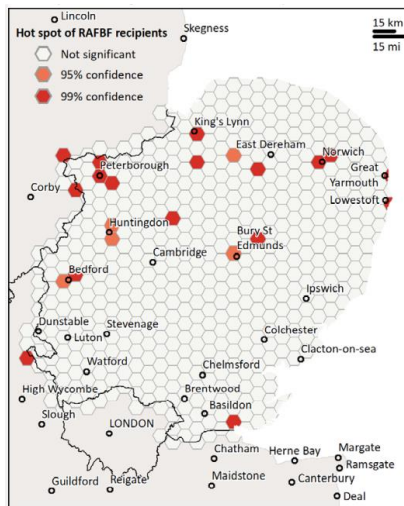 Lincoln
Skegness
15 km
15 mi
Hot spot of RAFBF recipients
Not significant
95% confidence
99% confidence
King's Lynn
East Dereham
Norwich
Peterborough
Great
Yarmouth
Corby
Lowestoft
Huntingdon
Bury St
Edmunds
Cambridge
Bedford
Ipswich
Dunstable
Stevenage
Luton
Colchester
Clacton-on-sea
Watford
Chelmsford
High Wycombe
Brentwood
Basildon
Slough
LONDON
Chatham
Herne Bay
Margate
Ramsgate
Guildford
Reigate
Maidstone
Canterbury
Deal